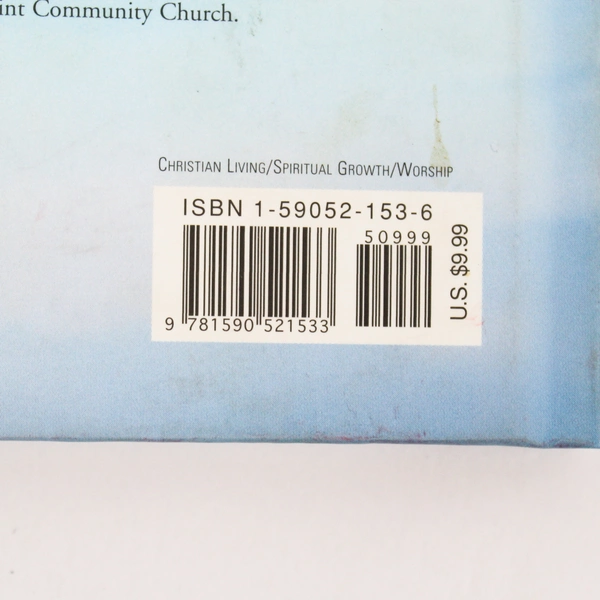 int Community Church.
CHRISTIAN LIVING/SPIRITUAL GROWTH/WORSHIP
ISBN 1-59052-153-6
50999
9 781590 521533
U.S. $9.99